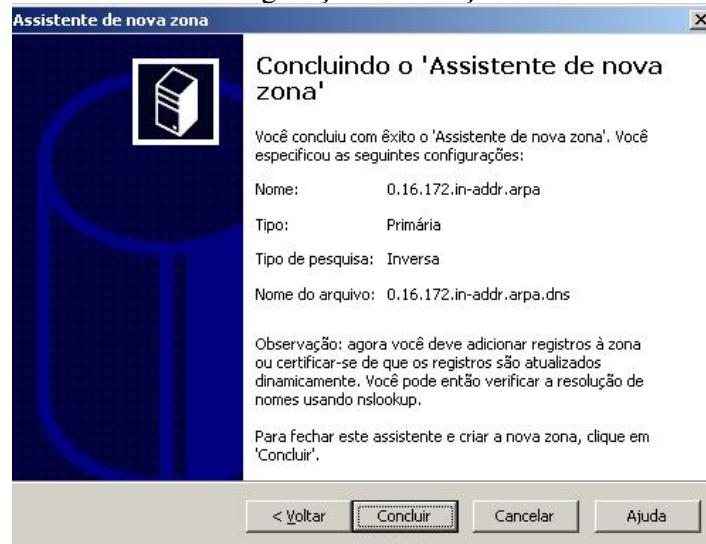 Assistente de nova zona
Concluindo o 'Assistente de nova
zona'
Você concluiu com êxito o 'Assistente de nova zona'. Você
especificou as seguintes configurações:
Nome: 0.16.172.in-addr.arpa
Tipo: Primária
Tipo de pesquisa: Inversa
Nome do arquivo: 0.16.172.in-addr.arpa.dns
Observação: agora você deve adicionar registros à zona
ou certificar-se de que os registros são atualizados
dinamicamente. Você pode então verificar a resolução de
nomes usando nslookup.
Para fechar este assistente e criar a nova zona, clique em
'Concluir'.
< Voltar Concluir Cancelar Ajuda